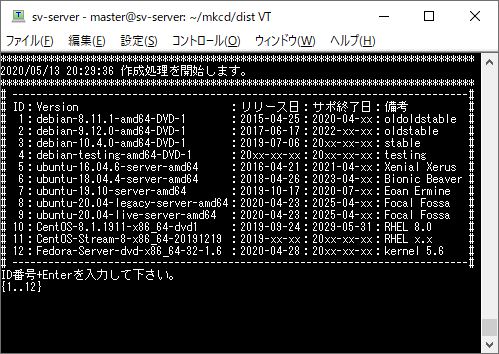 sv-server - master@sv-server: ~/mkcd/dist VT
ファイル(F) 編集(E) 設定(S) コントロール(O) ウィンドウ(W) ヘルプ(H)
*******************************************************************************
2020/05/13 20:29:36 作成処理を開始します。
*******************************************************************************
#-----------------------------------------------------------------------------#
# ID：Version                         ：リリース日：サポ終了日：備考            #
#  1：debian-8.11.1-amd64-DVD-1       ：2015-04-25：2020-04-xx：oldoldstable    #
#  2：debian-9.12.0-amd64-DVD-1       ：2017-06-17：2022-xx-xx：oldstable       #
#  3：debian-10.4.0-amd64-DVD-1       ：2019-07-06：20xx-xx-xx：stable          #
#  4：debian-testing-amd64-DVD-1      ：20xx-xx-xx：20xx-xx-xx：testing         #
#  5：ubuntu-16.04.6-server-amd64     ：2016-04-21：2021-04-xx：Xenial Xerus    #
#  6：ubuntu-18.04.4-server-amd64     ：2018-04-26：2023-04-xx：Bionic Beaver   #
#  7：ubuntu-19.10-server-amd64       ：2019-10-17：2020-07-xx：Eoan Ermine     #
#  8：ubuntu-20.04-legacy-server-amd64：2020-04-23：2025-04-xx：Focal Fossa     #
#  9：ubuntu-20.04-live-server-amd64  ：2020-04-23：2025-04-xx：Focal Fossa     #
# 10：CentOS-8.1.1911-x86_64-dvd1     ：2019-09-24：2029-05-31：RHEL 8.0        #
# 11：CentOS-Stream-8-x86_64-20191219 ：2019-xx-xx：20xx-xx-xx：RHEL x.x        #
# 12：Fedora-Server-dvd-x86_64-32-1.6 ：2020-04-28：20xx-xx-xx：kernel 5.6      #
#-----------------------------------------------------------------------------#
ID番号+Enterを入力して下さい。
{1..12}